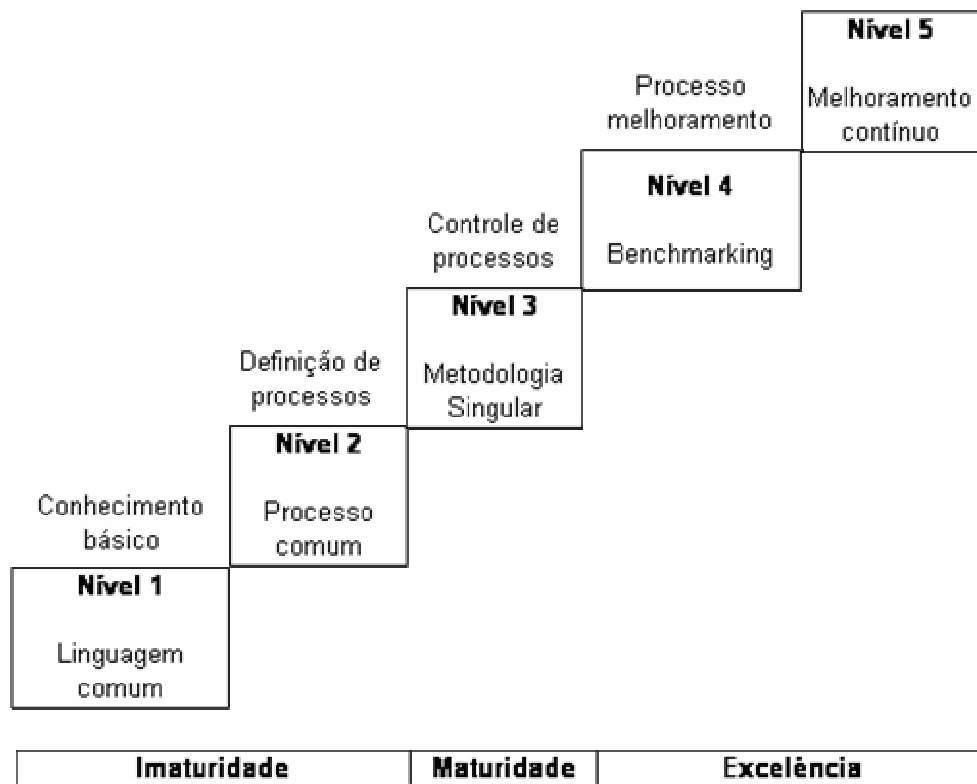 Nível 5
Melhoramento
contínuo
Processo
melhoramento
Nível 4
Benchmarking
Controle de
processos
Nível 3
Metodologia
Singular
Definição de
processos
Nível 2
Processo
comum
Conhecimento
básico
Nível 1
Linguagem
comum
Imaturidade Maturidade Excelência